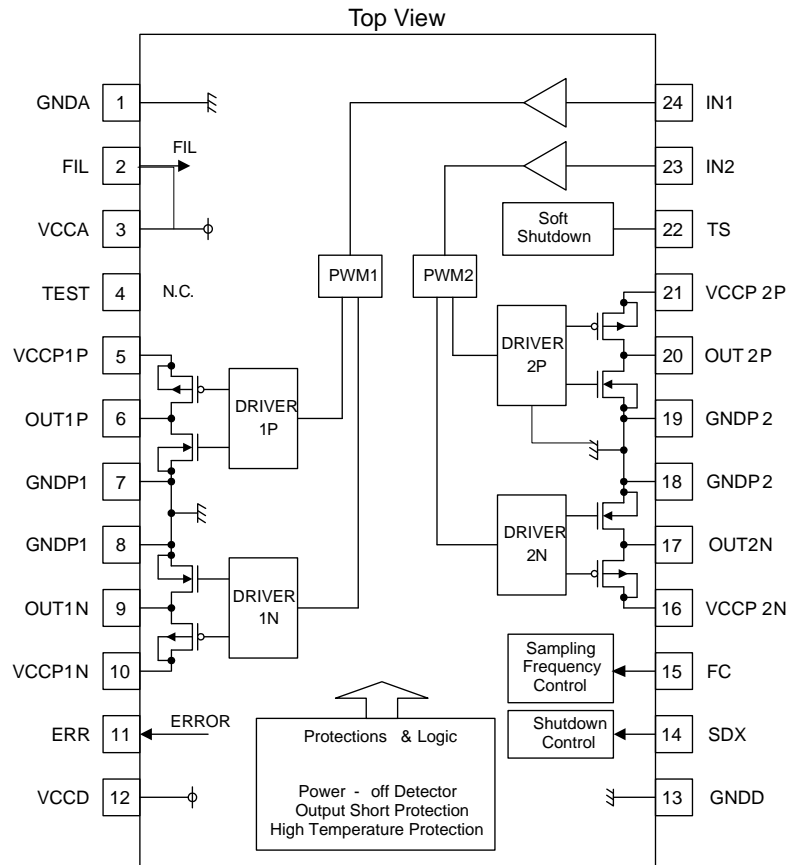 Top View
GNDA
1
FIL
2
FIL
VCCA
3
TEST
4
N.C.
VCCP1P
5
OUT1P
6
GNDP1
7
GNDP1
8
OUT1N
9
VCCP1N
10
ERR
11
ERROR
VCCD
12
PWM1
PWM2
DRIVER
1P
DRIVER
1N
DRIVER
2P
DRIVER
2N
Soft
Shutdown
Sampling
Frequency
Control
Shutdown
Control
Protections & Logic
Power - off Detector
Output Short Protection
High Temperature Protection
24
IN1
23
IN2
22
TS
21
VCCP 2P
20
OUT 2P
19
GNDP 2
18
GNDP 2
17
OUT2N
16
VCCP 2N
15
FC
14
SDX
13
GNDD